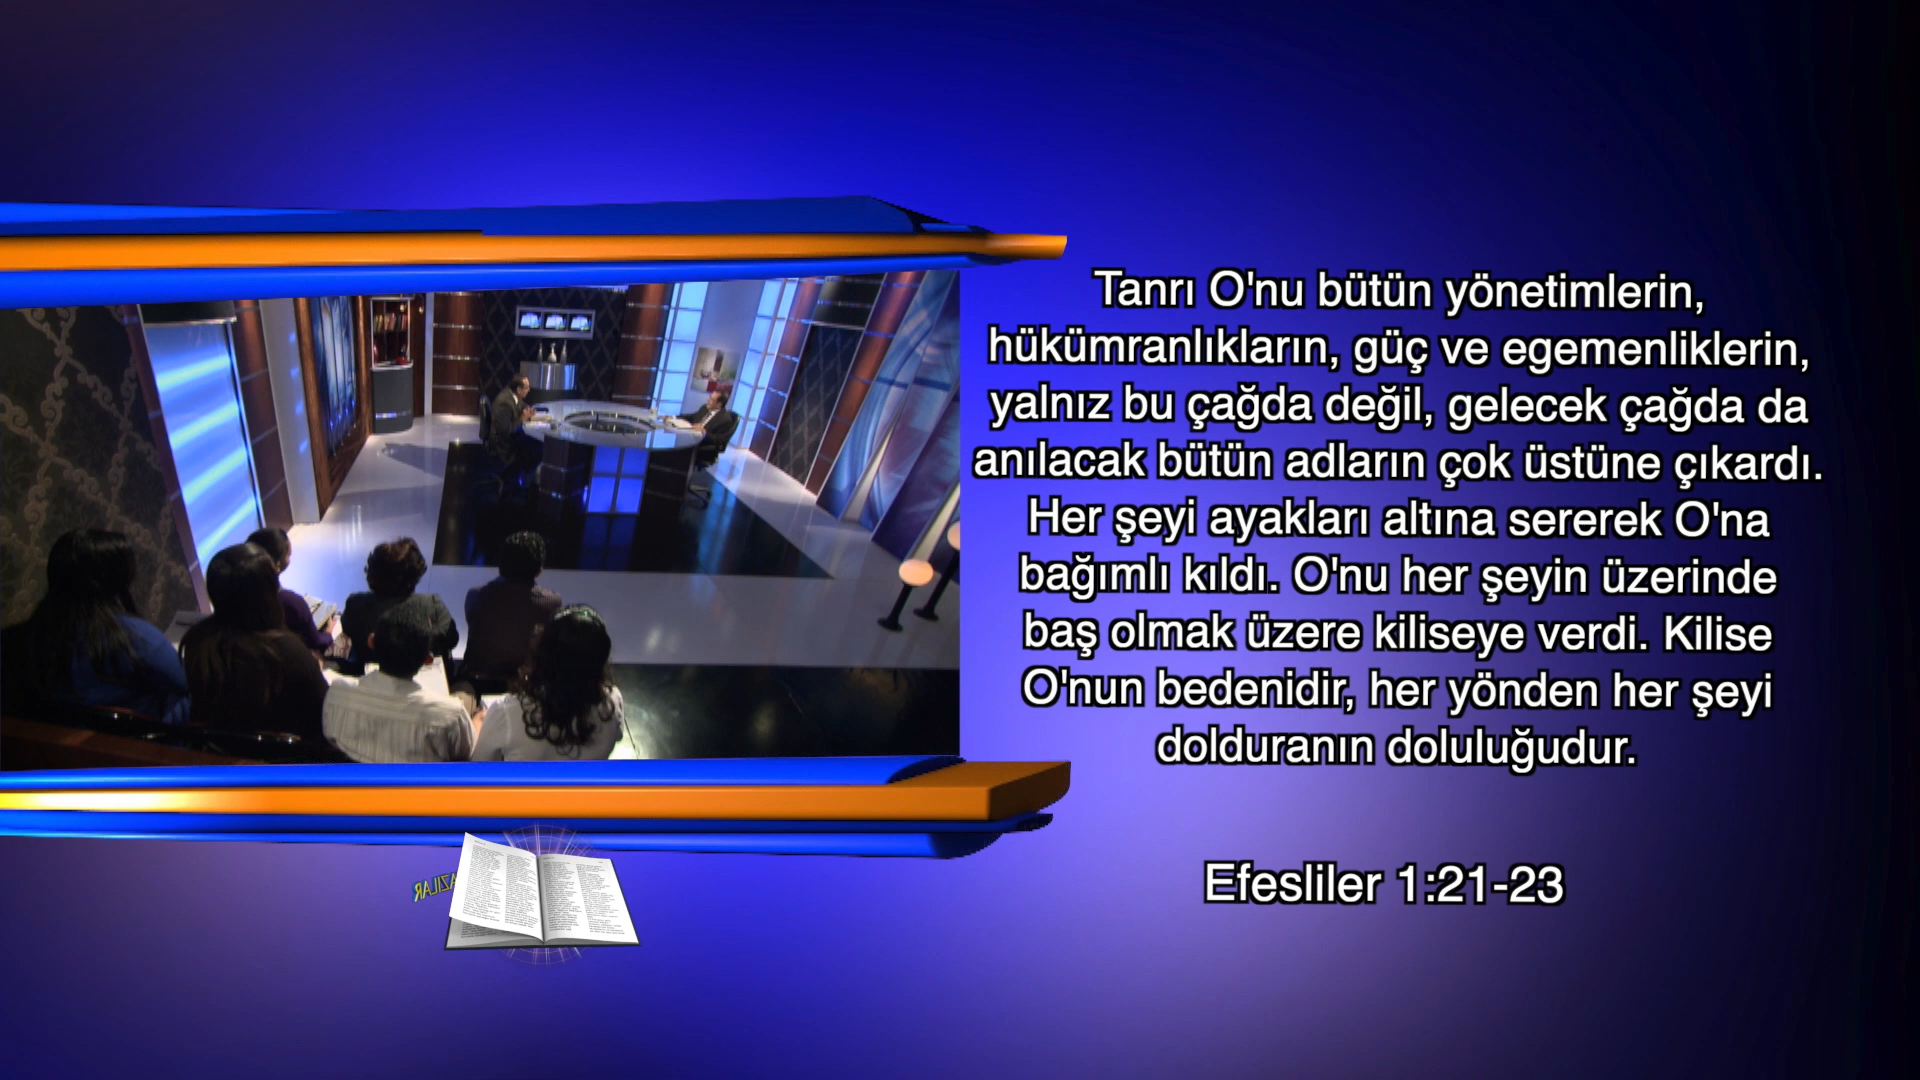 Tanrı O'nu bütün yönetimlerin,
hükümranlıkların, güç ve egemenliklerin,
yalnız bu çağda değil, gelecek çağda da
anılacak bütün adların çok üstüne çıkardı.
Her şeyi ayakları altına sererek O'na
bağımlı kıldı. O'nu her şeyin üzerinde
baş olmak üzere kiliseye verdi. Kilise
O'nun bedenidir, her yönden her şeyi
dolduranın doluluğudur.
Efesliler 1:21-23